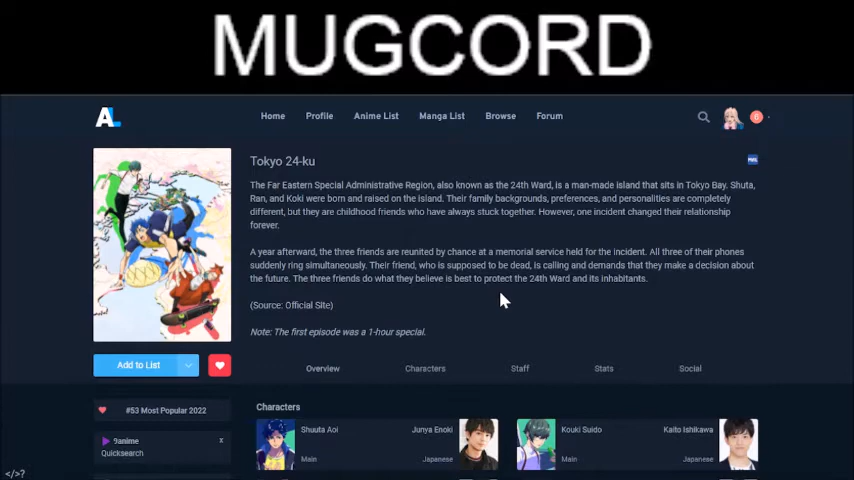 MUGCORD
AL
Home Profile Anime List Manga List Browse Forum
0
Tokyo 24-ku
The Far Eastern Special Administrative Region, also known as the 24th Ward, is a man-made island that sits in Tokyo Bay. Shuta,
Ran, and Koki were born and raised on the island. Their family backgrounds, preferences, and personalities are completely
different, but they are childhood friends who have always stuck together. However, one incident changed their relationship
forever.
A year afterward, the three friends are reunited by chance at a memorial service held for the incident. All three of their phones
suddenly ring simultaneously. Their friend, who is supposed to be dead, is calling and demands that they make a decision about
the future. The three friends do what they believe is best to protect the 24th Ward and its inhabitants.
(Source: Official Site)
Note: The first episode was a 1-hour special.
Add to List
Overview Characters Staff Stats Social
#53 Most Popular 2022
9anime x
Quicksearch
Characters
Shuuta Aoi Junya Enoki
Main Japanese
Kouki Suido Kaito Ishikawa
Main Japanese
</>?